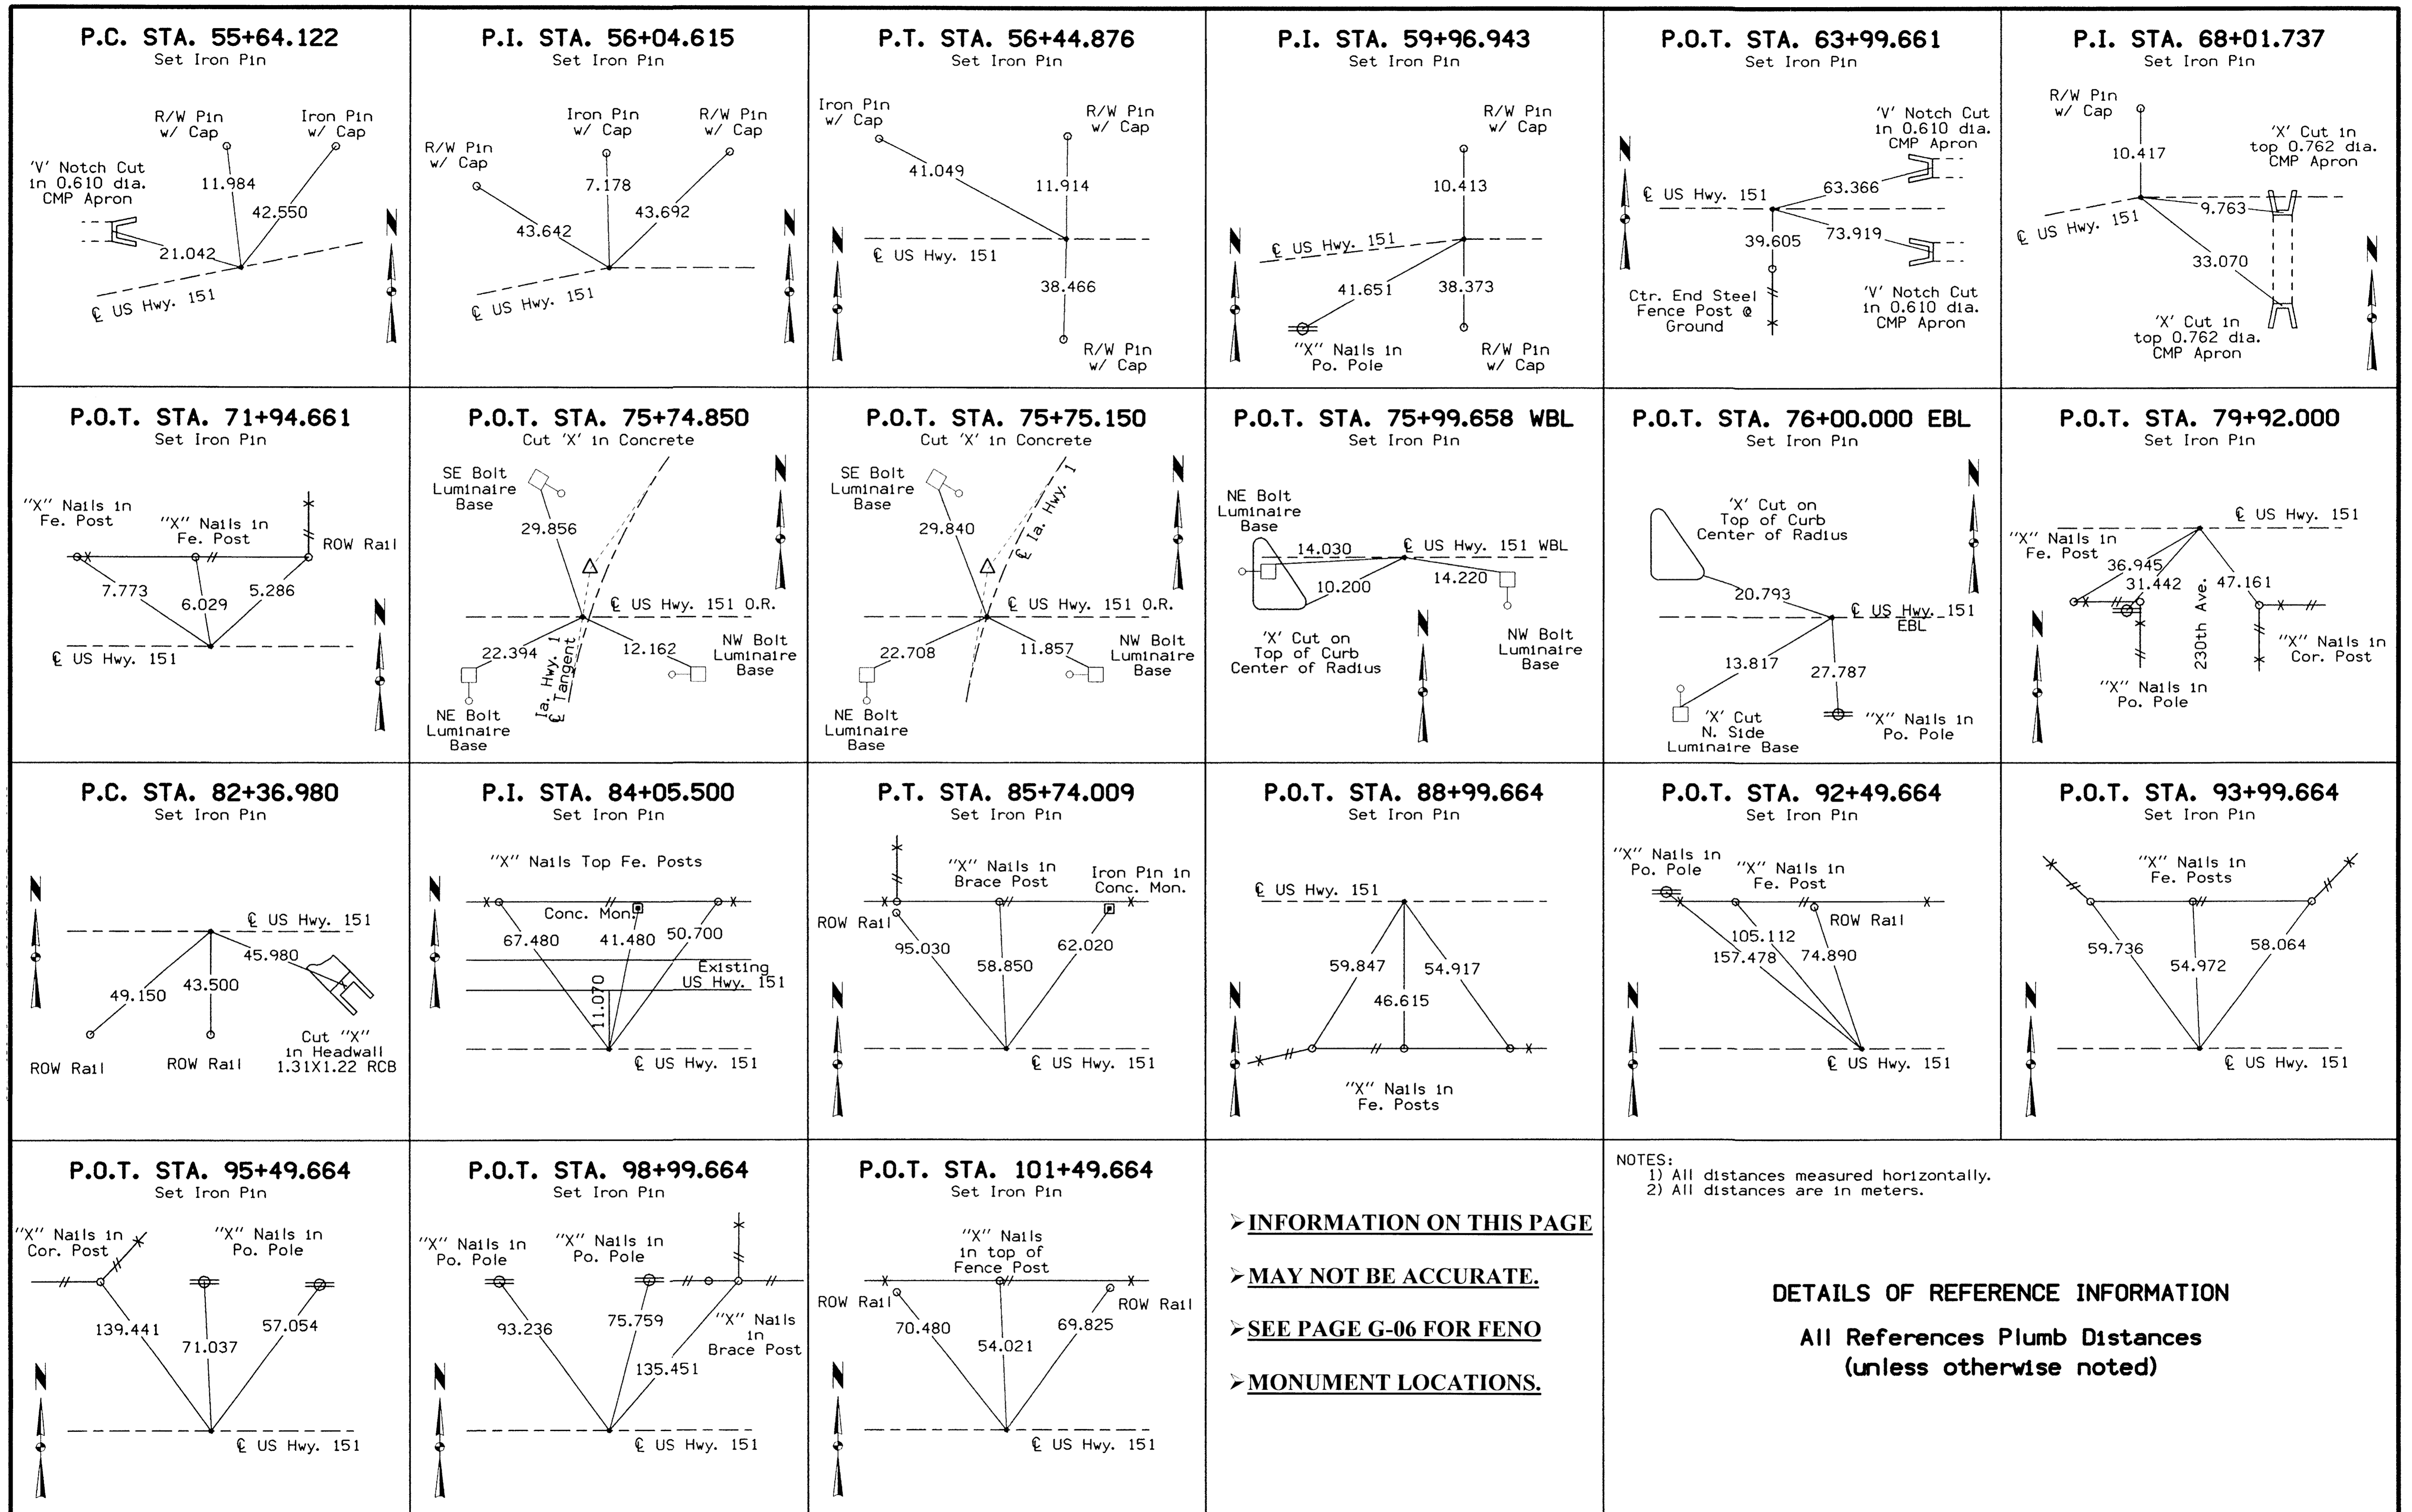 P.C. STA. 55+64.122
Set Iron Pin
R/W Pin
w/ Cap
Iron Pin
w/ Cap
'V' Notch Cut
in 0.610 dia.
CMP Apron
11.984
42.550
21.042
N
℄ US Hwy. 151
P.I. STA. 56+04.615
Set Iron Pin
Iron Pin
w/ Cap
R/W Pin
w/ Cap
R/W Pin
w/ Cap
7.178
43.692
43.642
N
℄ US Hwy. 151
P.T. STA. 56+44.876
Set Iron Pin
Iron Pin
w/ Cap
R/W Pin
w/ Cap
41.049
11.914
N
℄ US Hwy. 151
38.466
R/W Pin
w/ Cap
P.I. STA. 59+96.943
Set Iron Pin
R/W Pin
w/ Cap
10.413
N
℄ US Hwy. 151
41.651
38.373
"X" Nails in
Po. Pole
R/W Pin
w/ Cap
P.O.T. STA. 63+99.661
Set Iron Pin
'V' Notch Cut
in 0.610 dia.
CMP Apron
N
℄ US Hwy. 151
63.366
39.605
73.919
Ctr. End Steel
Fence Post @
Ground
'V' Notch Cut
in 0.610 dia.
CMP Apron
P.I. STA. 68+01.737
Set Iron Pin
R/W Pin
w/ Cap
'X' Cut in
top 0.762 dia.
CMP Apron
10.417
9.763
℄ US Hwy. 151
33.070
N
'X' Cut in
top 0.762 dia.
CMP Apron
P.O.T. STA. 71+94.661
Set Iron Pin
"X" Nails in
Fe. Post
"X" Nails in
Fe. Post
ROW Rail
7.773
6.029
5.286
N
℄ US Hwy. 151
P.O.T. STA. 75+74.850
Cut 'X' in Concrete
SE Bolt
Luminaire
Base
N
29.856
℄ US Hwy. 151 O.R.
22.394
12.162
Ia. Hwy. 1
℄ Tangent
NW Bolt
Luminaire
Base
NE Bolt
Luminaire
Base
P.O.T. STA. 75+75.150
Cut 'X' in Concrete
SE Bolt
Luminaire
Base
℄ Ia. Hwy. 1
N
29.840
℄ US Hwy. 151 O.R.
22.708
11.857
NW Bolt
Luminaire
Base
NE Bolt
Luminaire
Base
P.O.T. STA. 75+99.658 WBL
Set Iron Pin
NE Bolt
Luminaire
Base
14.030
℄ US Hwy. 151 WBL
10.200
14.220
'X' Cut on
Top of Curb
Center of Radius
N
NW Bolt
Luminaire
Base
P.O.T. STA. 76+00.000 EBL
Set Iron Pin
N
'X' Cut on
Top of Curb
Center of Radius
20.793
℄ US Hwy. 151
EBL
13.817
27.787
'X' Cut
N. Side
Luminaire Base
"X" Nails in
Po. Pole
P.O.T. STA. 79+92.000
Set Iron Pin
℄ US Hwy. 151
"X" Nails in
Fe. Post
36.945
31.442
47.161
230th Ave.
N
"X" Nails in
Cor. Post
"X" Nails in
Po. Pole
P.C. STA. 82+36.980
Set Iron Pin
N
℄ US Hwy. 151
45.980
49.150
43.500
ROW Rail
ROW Rail
Cut "X"
in Headwall
1.31X1.22 RCB
P.I. STA. 84+05.500
Set Iron Pin
"X" Nails Top Fe. Posts
N
Conc. Mon.
67.480
41.480
50.700
Existing
US Hwy. 151
11.070
℄ US Hwy. 151
P.T. STA. 85+74.009
Set Iron Pin
"X" Nails in
Brace Post
Iron Pin in
Conc. Mon.
ROW Rail
95.030
58.850
62.020
N
℄ US Hwy. 151
P.O.T. STA. 88+99.664
Set Iron Pin
℄ US Hwy. 151
59.847
54.917
46.615
N
"X" Nails in
Fe. Posts
P.O.T. STA. 92+49.664
Set Iron Pin
"X" Nails in
Po. Pole
"X" Nails in
Fe. Post
ROW Rail
105.112
157.478
74.890
N
℄ US Hwy. 151
P.O.T. STA. 93+99.664
Set Iron Pin
"X" Nails in
Fe. Posts
59.736
54.972
58.064
N
℄ US Hwy. 151
P.O.T. STA. 95+49.664
Set Iron Pin
"X" Nails in
Cor. Post
"X" Nails in
Po. Pole
139.441
71.037
57.054
N
℄ US Hwy. 151
P.O.T. STA. 98+99.664
Set Iron Pin
"X" Nails in
Po. Pole
"X" Nails in
Po. Pole
93.236
75.759
"X" Nails
in
Brace Post
135.451
N
℄ US Hwy. 151
P.O.T. STA. 101+49.664
Set Iron Pin
"X" Nails
in top of
Fence Post
ROW Rail
ROW Rail
70.480
54.021
69.825
N
℄ US Hwy. 151
➢INFORMATION ON THIS PAGE
➢MAY NOT BE ACCURATE.
➢SEE PAGE G-06 FOR FENO
➢MONUMENT LOCATIONS.
NOTES:
1) All distances measured horizontally.
2) All distances are in meters.
DETAILS OF REFERENCE INFORMATION
All References Plumb Distances
(unless otherwise noted)